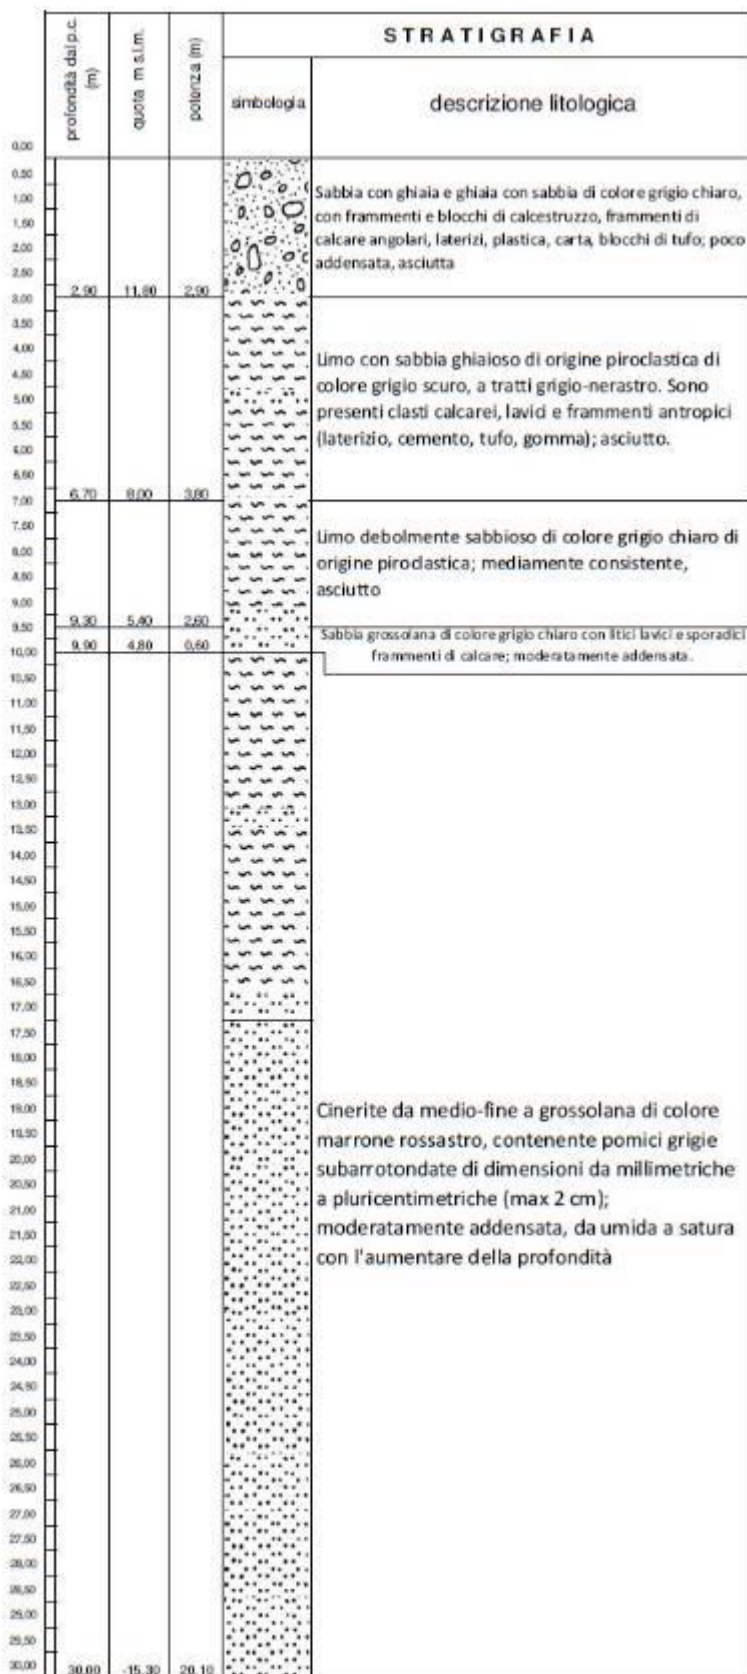 STRATIGRAFIA
profondità dal p.c. (m)
quota m s.l.m.
potenza (m)
simbologia
descrizione litologica
0,00
0,50
1,00
1,50
2,00
2,50
3,00
3,50
4,00
4,50
5,00
5,50
6,00
6,50
7,00
7,50
8,00
8,50
9,00
9,50
10,00
10,50
11,00
11,50
12,00
12,50
13,00
13,50
14,00
14,50
15,00
15,50
16,00
16,50
17,00
17,50
18,00
18,50
19,00
19,50
20,00
20,50
21,00
21,50
22,00
22,50
23,00
23,50
24,00
24,50
25,00
25,50
26,00
26,50
27,00
27,50
28,00
28,50
29,00
29,50
30,00
Sabbia con ghiaia e ghiaia con sabbia di colore grigio chiaro,
con frammenti e blocchi di calcestruzzo, frammenti di
calcare angolari, laterizi, plastica, carta, blocchi di tufo; poco
addensata, asciutta
2,90 11,80 2,90
Limo con sabbia ghiaioso di origine piroclastica di
colore grigio scuro, a tratti grigio-nerastro. Sono
presenti clasti calcarei, lavici e frammenti antropici
(laterizio, cemento, tufo, gomma); asciutto.
6,70 8,00 3,80
Limo debolmente sabbioso di colore grigio chiaro di
origine piroclastica; mediamente consistente,
asciutto
9,30 5,40 2,60
Sabbia grossolana di colore grigio chiaro con litici lavici e sporadici
frammenti di calcare; moderatamente addensata.
9,90 4,80 0,60
Cinerite da medio-fine a grossolana di colore
marrone rossastro, contenente pomici grigie
subarrotondate di dimensioni da millimetriche
a pluricentimetriche (max 2 cm);
moderatamente addensata, da umida a satura
con l'aumentare della profondità
30,00 -15,30 20,10